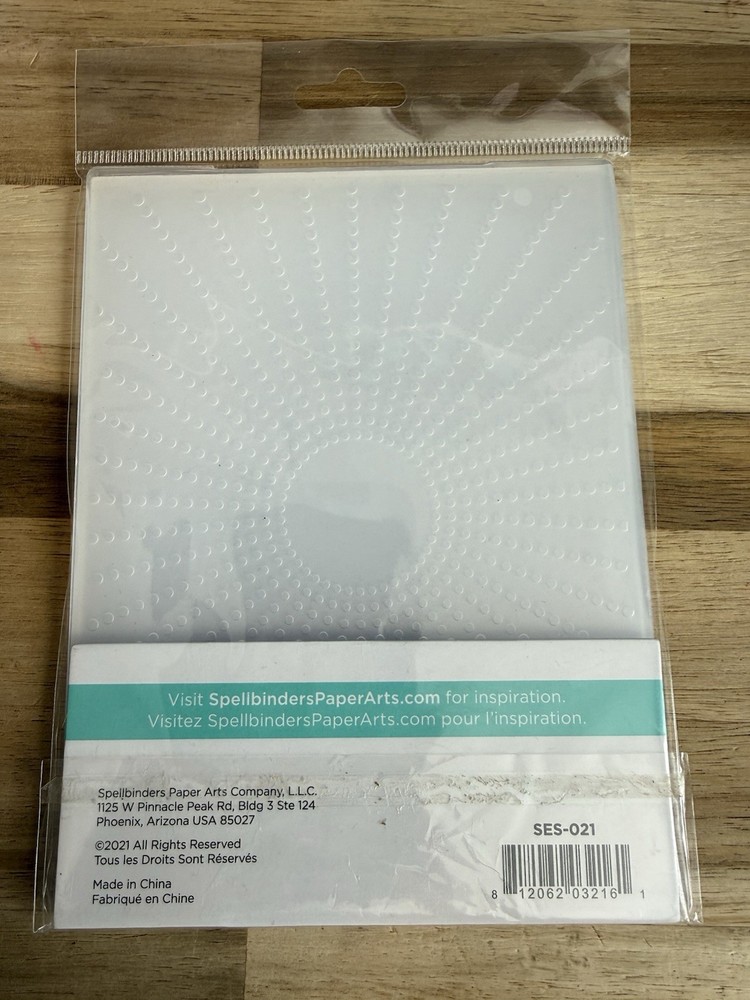 Visit SpellbindersPaperArts.com for inspiration.
Visitez SpellbindersPaperArts.com pour l'inspiration.
Spellbinders Paper Arts Company, L.L.C.
1125 W Pinnacle Peak Rd, Bldg 3 Ste 124
Phoenix, Arizona USA 85027
©2021 All Rights Reserved
Tous les Droits Sont Réservés
Made in China
Fabriqué en Chine
SES-021
8 12062 03216 1